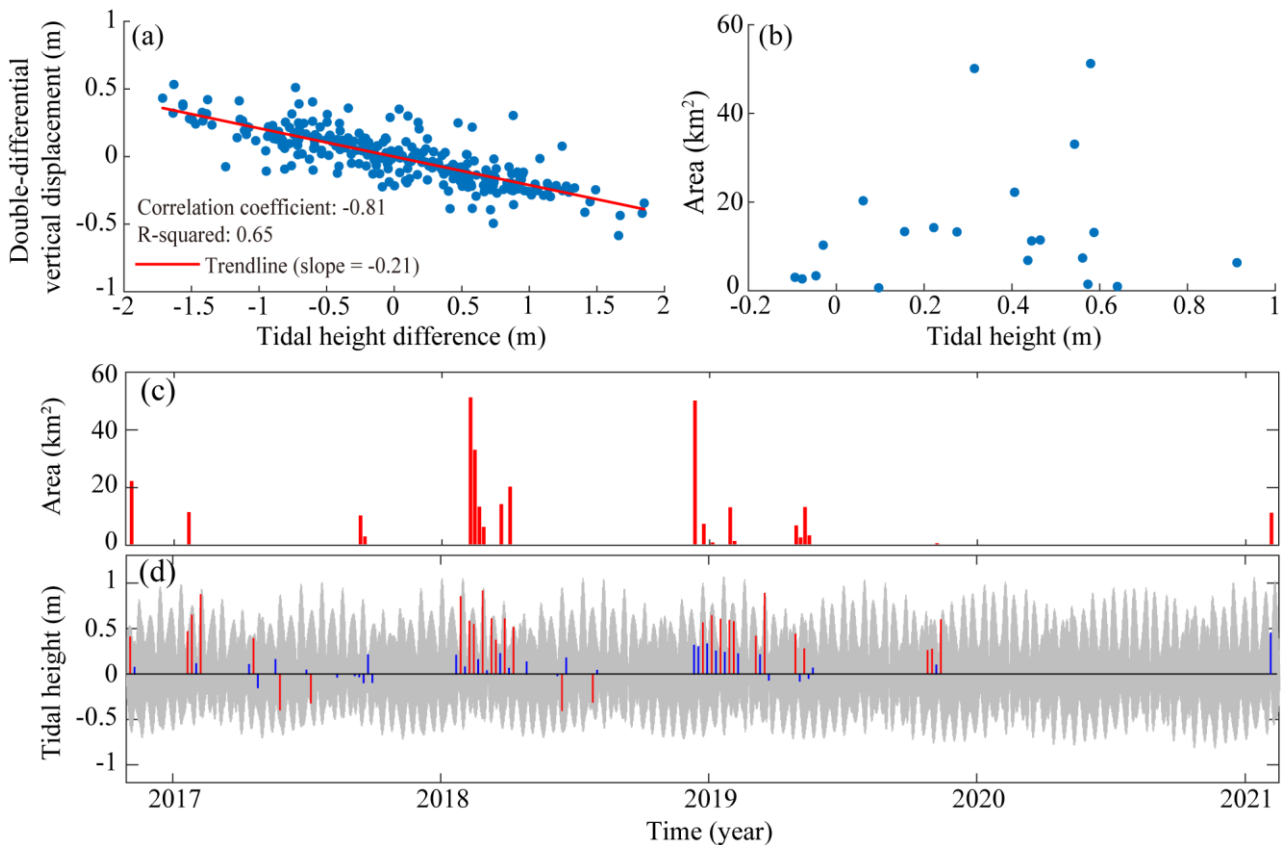 (a)
Double-differential
vertical displacement (m)
1
0.5
0
-0.5
-1
Correlation coefficient: -0.81
R-squared: 0.65
Trendline (slope = -0.21)
-2 -1.5 -1 -0.5 0 0.5 1 1.5 2
Tidal height difference (m)
(b)
Area (km²)
60
40
20
0
-0.2 0 0.2 0.4 0.6 0.8 1
Tidal height (m)
(c)
Area (km²)
60
40
20
0
(d)
Tidal height (m)
1
0.5
0
-0.5
-1
2017 2018 2019 2020 2021
Time (year)